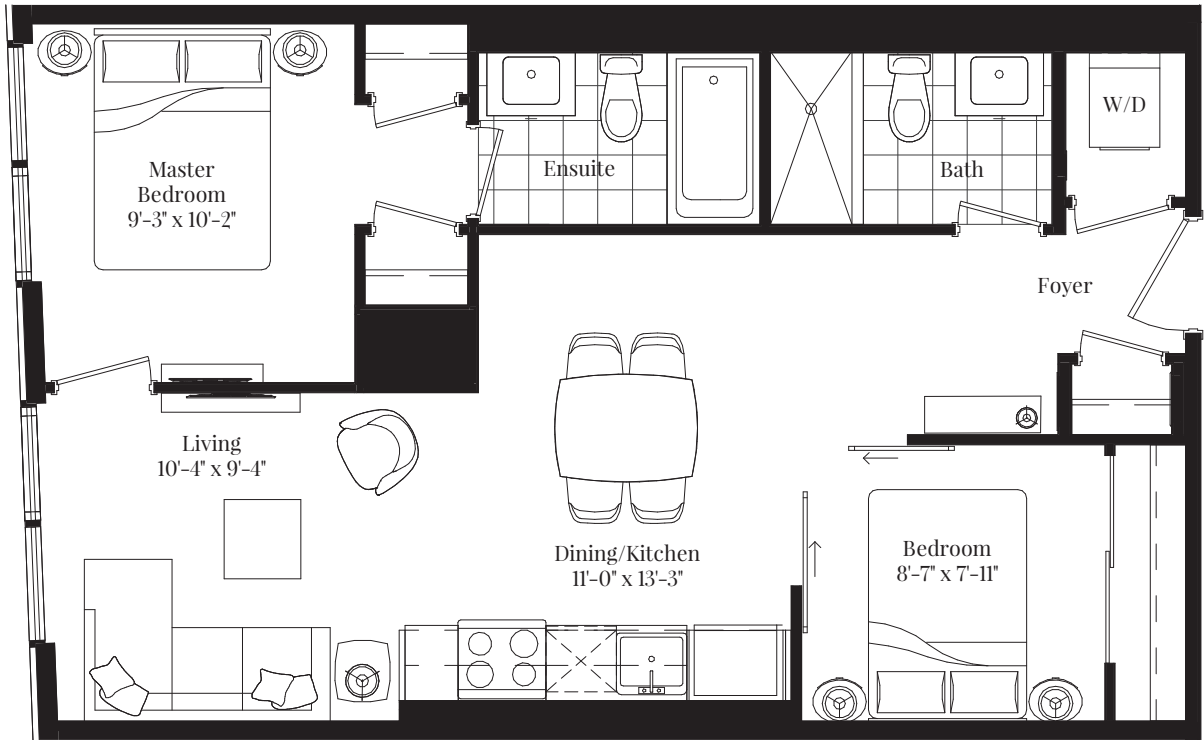 Master
Bedroom
9'-3" x 10'-2"
Ensuite
Bath
W/D
Foyer
Living
10'-4" x 9'-4"
Dining/Kitchen
11'-0" x 13'-3"
Bedroom
8'-7" x 7'-11"